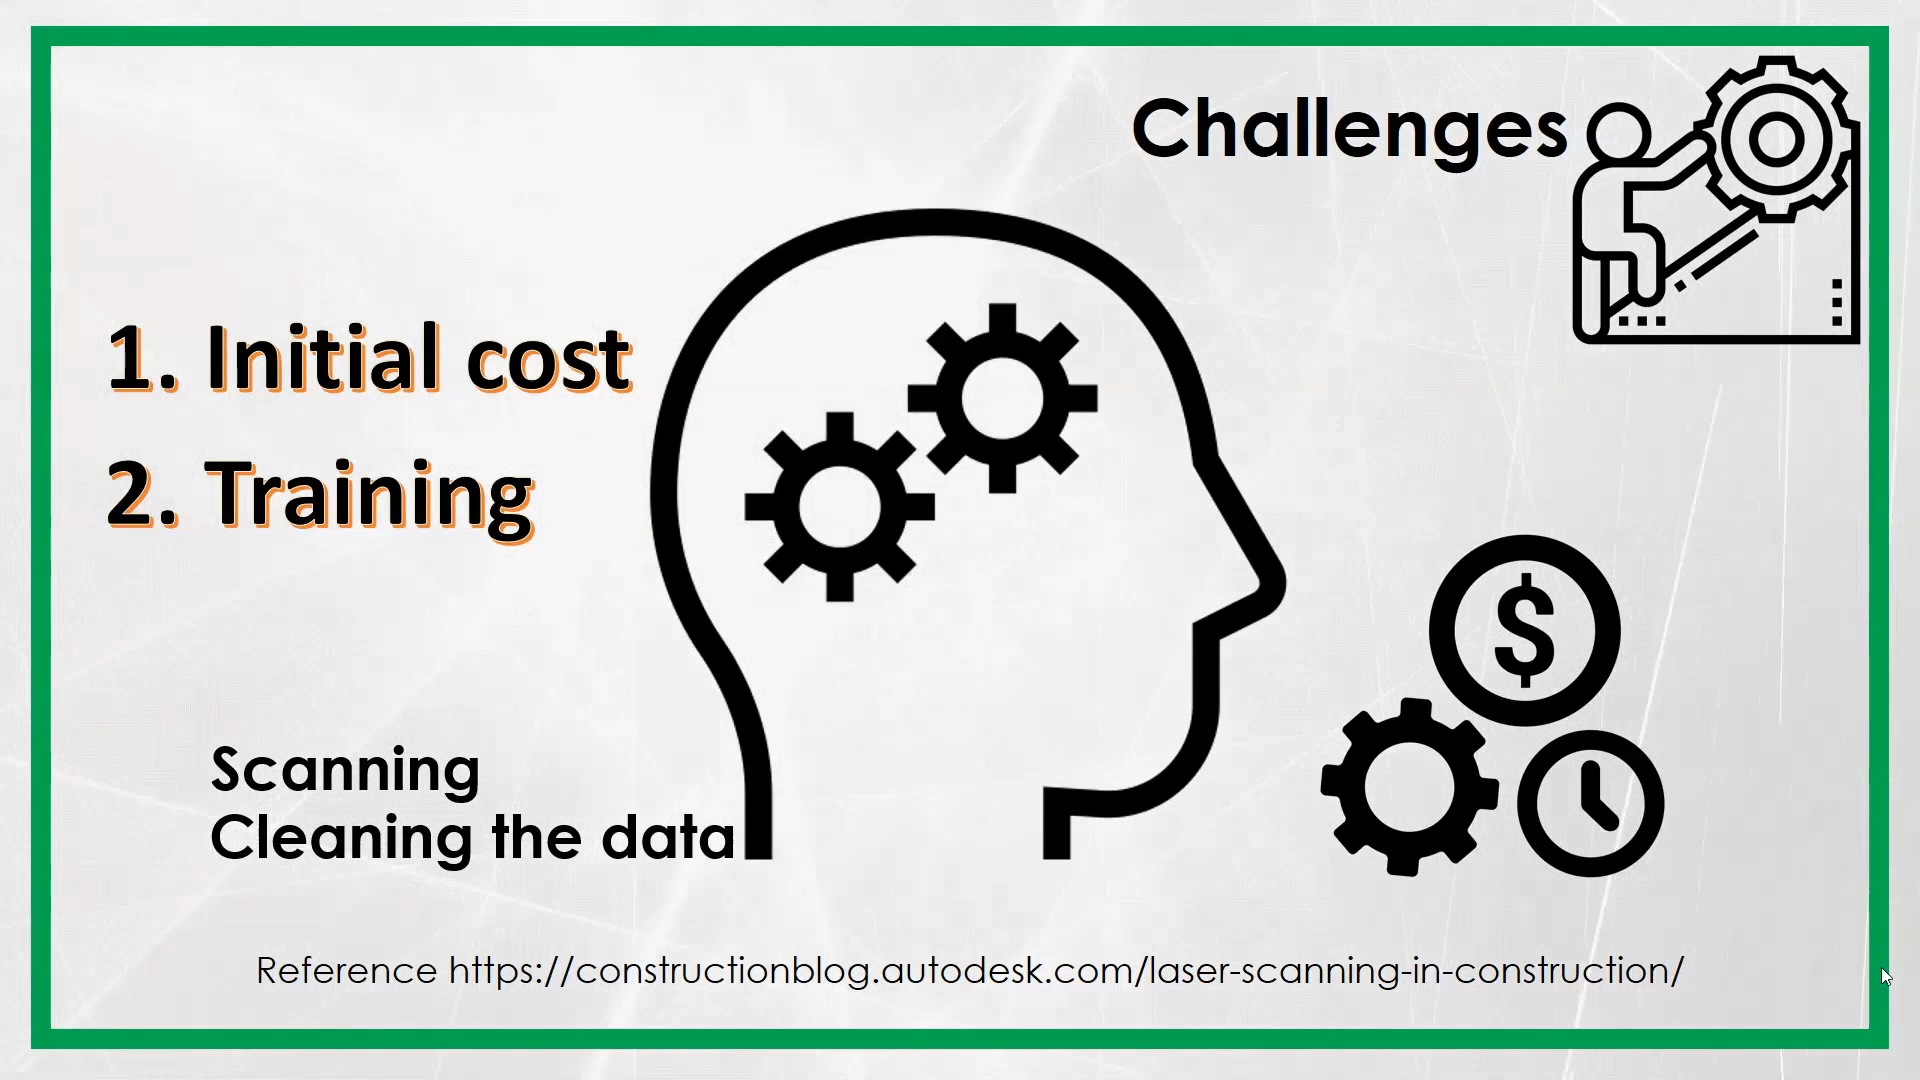 Challenges
1. Initial cost
2. Training
$
Scanning
Cleaning the data
Reference https://constructionblog.autodesk.com/laser-scanning-in-construction/